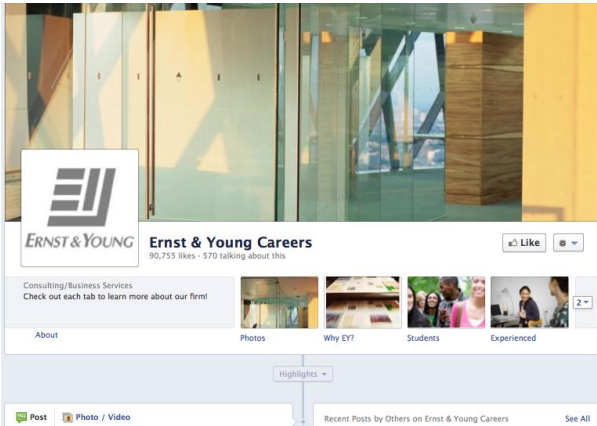 ERNST & YOUNG
Ernst & Young Careers
90,755 likes · 570 talking about this
Like
Consulting/Business Services
Check out each tab to learn more about our firm!
About
Photos
Why EY?
Students
Experienced
2
Highlights
Post
Photo / Video
Recent Posts by Others on Ernst & Young Careers
See All